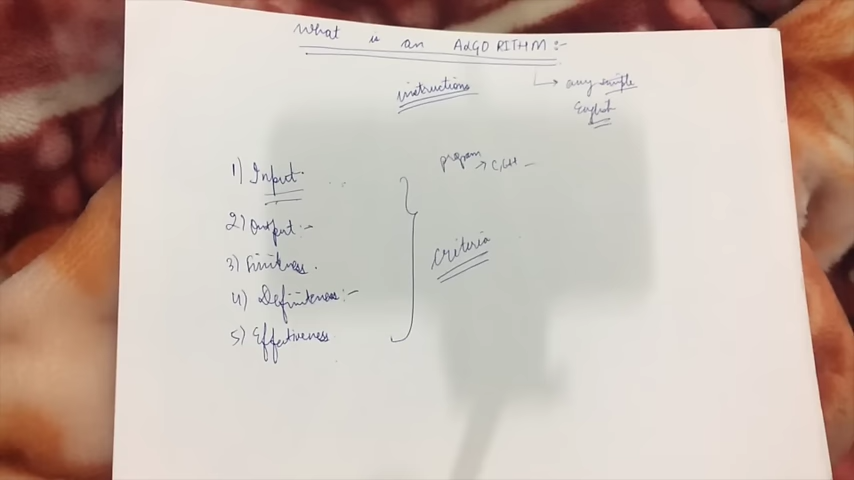 What is an ALGORITHM :-
instructions
→ any simple
English
program → C, C++ —
1) Input.
2) Output :-
3) Finiteness.
4) Definiteness :-
5) Effectiveness
criteria